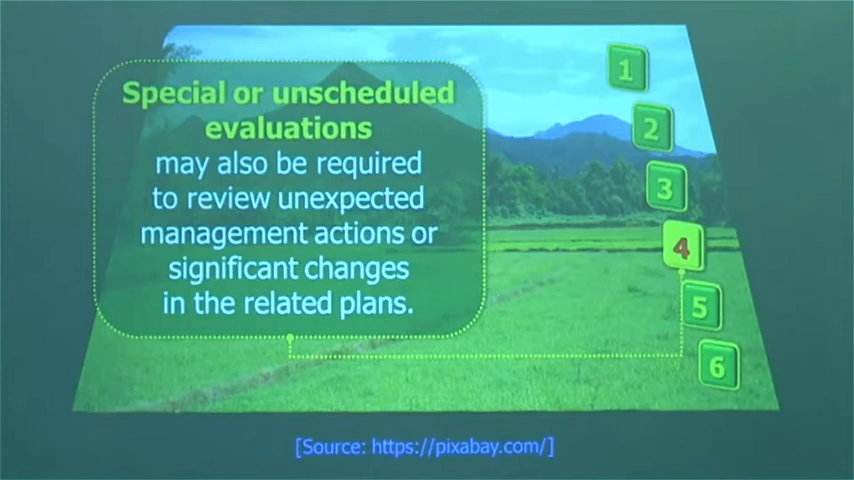 Special or unscheduled
evaluations
may also be required
to review unexpected
management actions or
significant changes
in the related plans.
1
2
3
4
5
6
[Source: https://pixabay.com/]